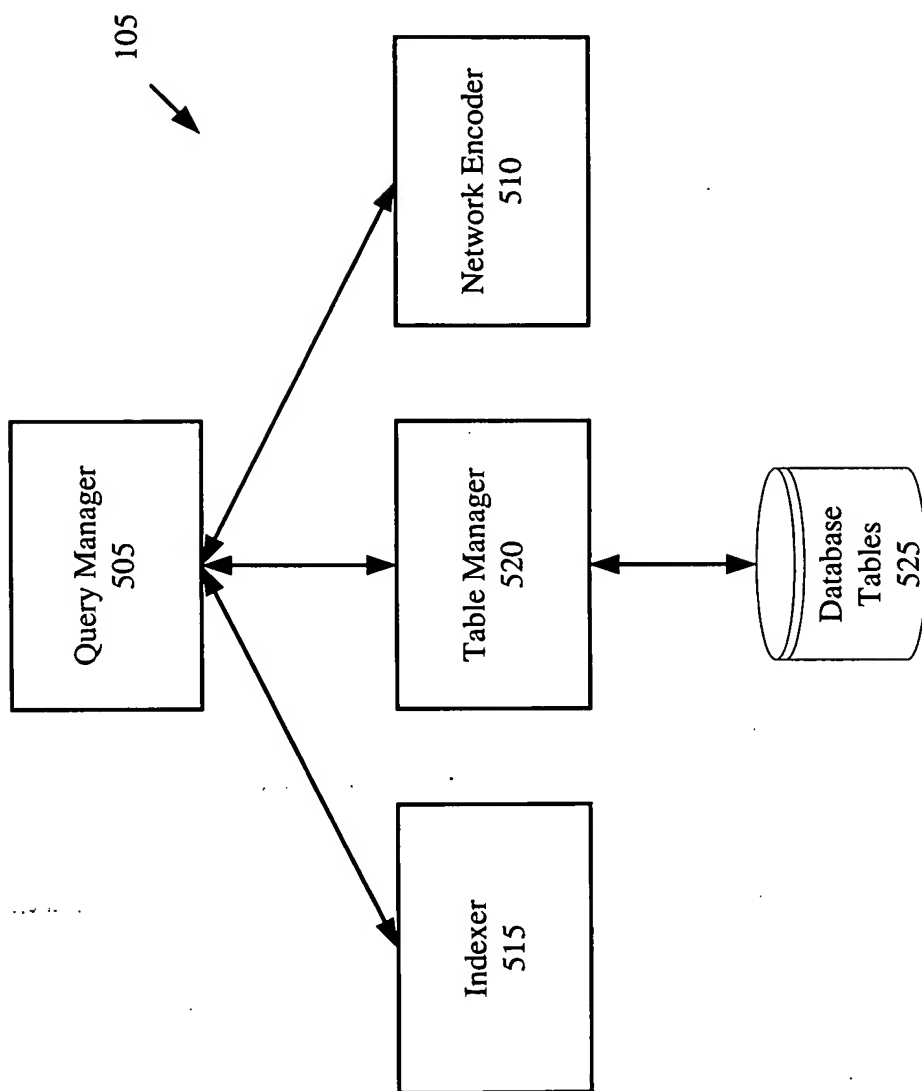 105
Query Manager
505
Indexer
515
Table Manager
520
Network Encoder
510
Database
Tables
525